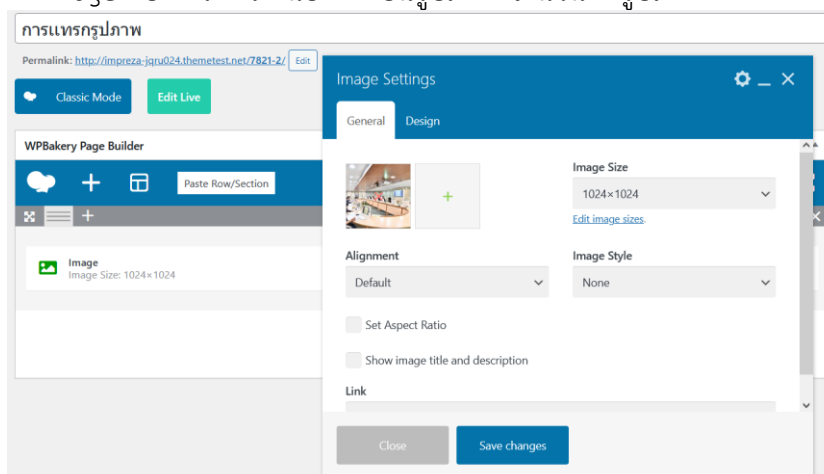 การแทรกรูปภาพ
Permalink: http://impreza-jqru024.themetest.net/7821-2/ Edit
Classic Mode
Edit Live
WPBakery Page Builder
Paste Row/Section
Image
Image Size: 1024×1024
Image Settings
General Design
Image Size
1024×1024
Edit image sizes.
Alignment
Default
Image Style
None
Set Aspect Ratio
Show image title and description
Link
Close
Save changes